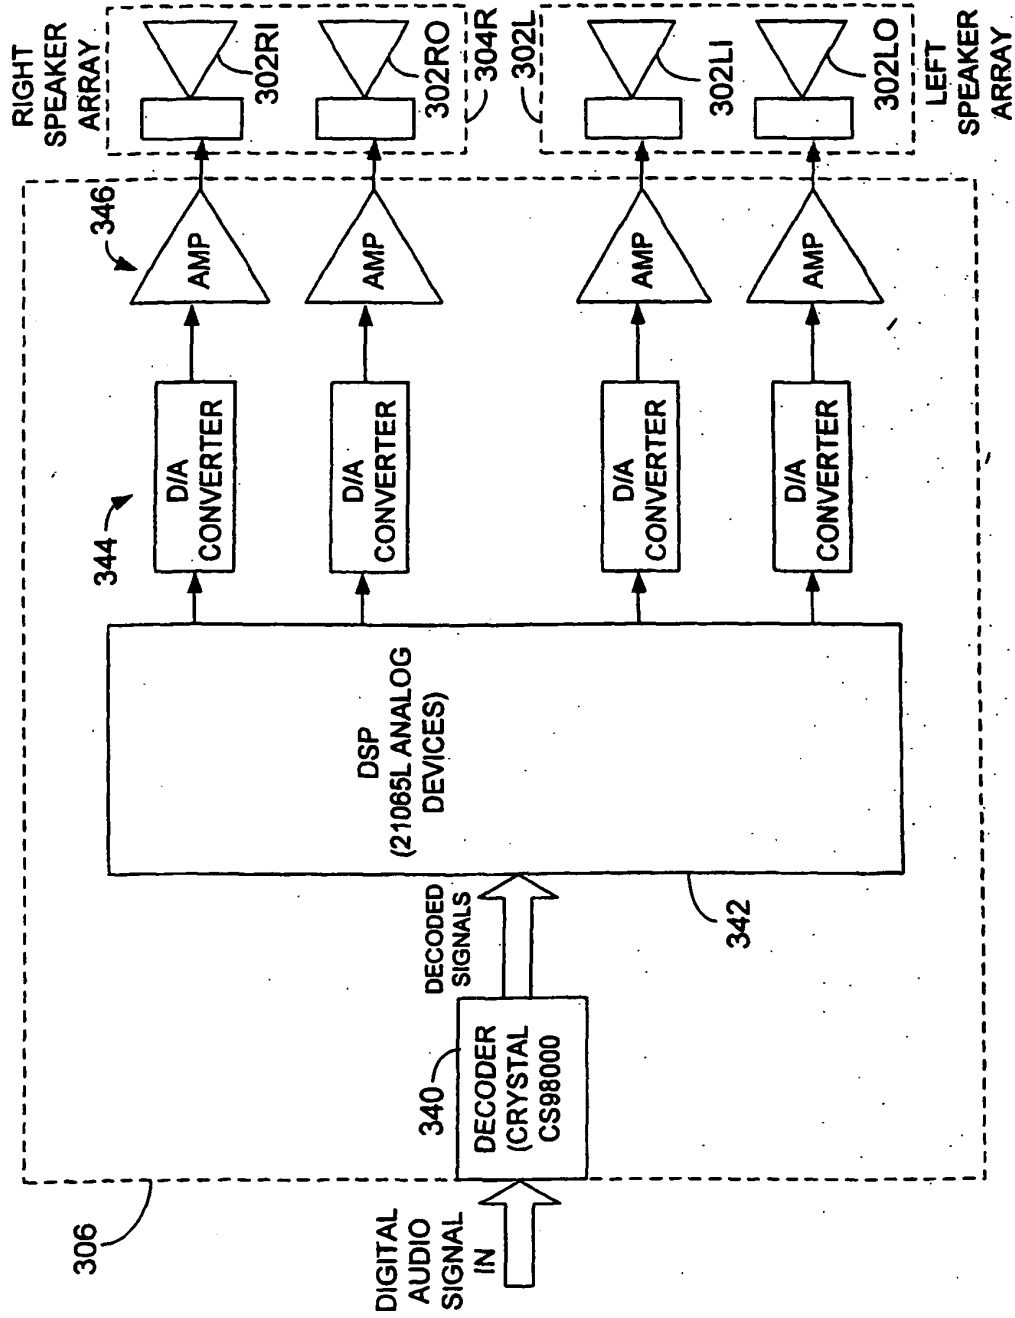 DIGITAL
AUDIO
SIGNAL
IN
306
340
DECODER
(CRYSTAL
CS98000
DECODED
SIGNALS
342
DSP
(21065L ANALOG
DEVICES)
344
D/A
CONVERTER
D/A
CONVERTER
D/A
CONVERTER
D/A
CONVERTER
346
AMP
AMP
AMP
AMP
RIGHT
SPEAKER
ARRAY
302RI
302RO
304R
302L
302LI
302LO
LEFT
SPEAKER
ARRAY